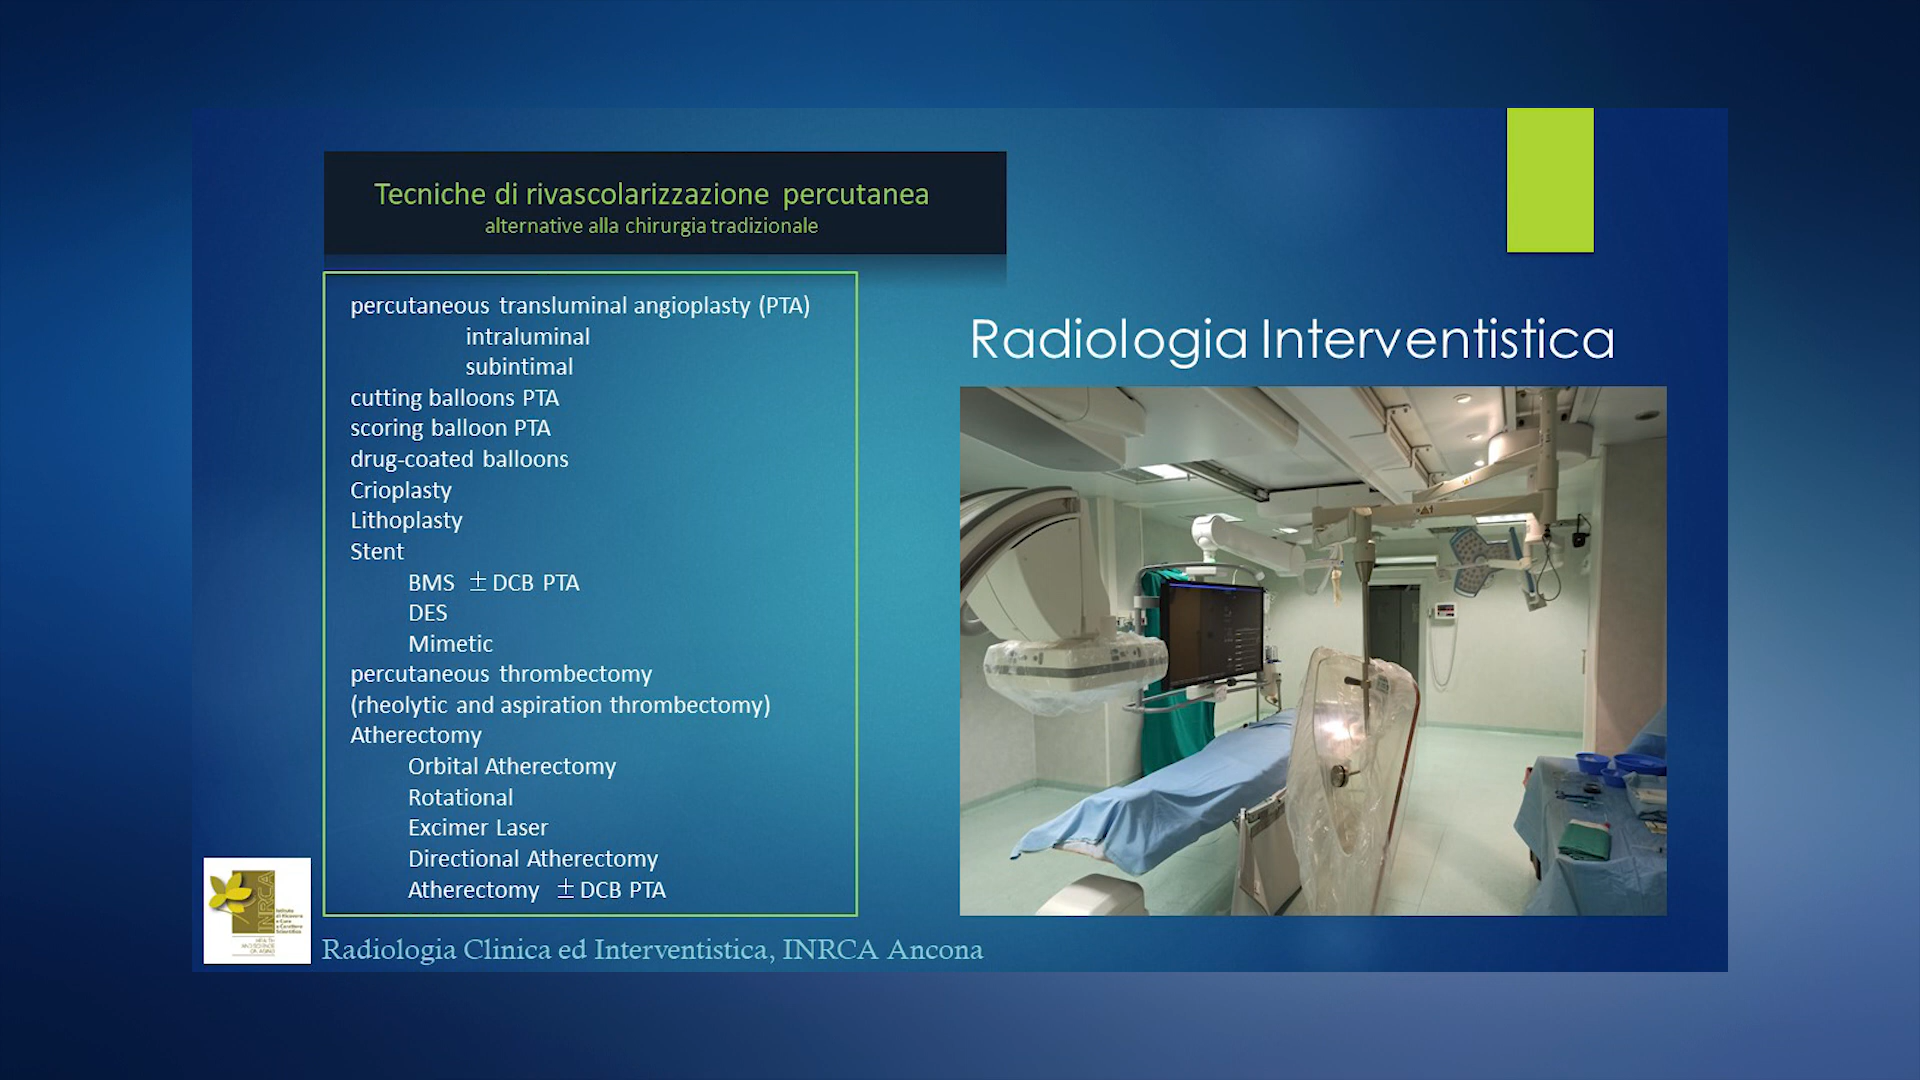 Tecniche di rivascolarizzazione percutanea
alternative alla chirurgia tradizionale
percutaneous transluminal angioplasty (PTA)
intraluminal
subintimal
cutting balloons PTA
scoring balloon PTA
drug-coated balloons
Crioplasty
Lithoplasty
Stent
BMS ± DCB PTA
DES
Mimetic
percutaneous thrombectomy
(rheolytic and aspiration thrombectomy)
Atherectomy
Orbital Atherectomy
Rotational
Excimer Laser
Directional Atherectomy
Atherectomy ± DCB PTA
Radiologia Interventistica
INRCA
Radiologia Clinica ed Interventistica, INRCA Ancona